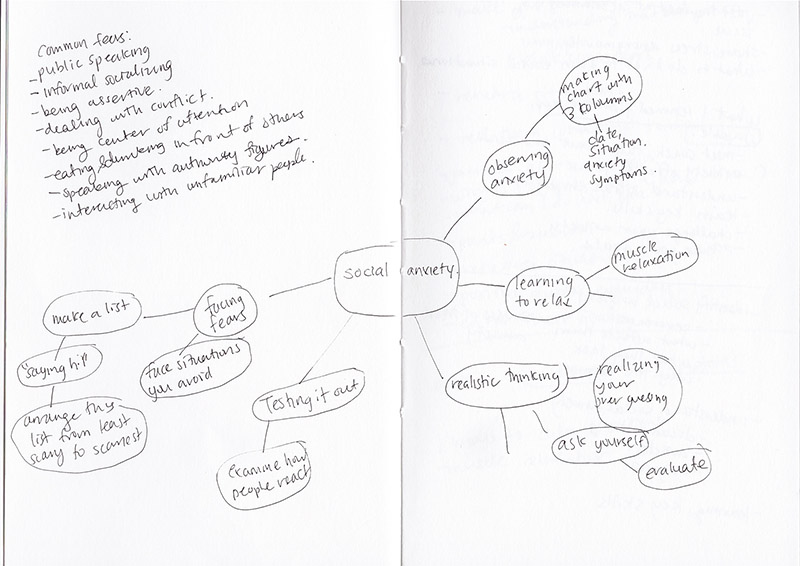 Common fears:
-public speaking
-informal socializing
-being assertive.
-dealing with conflict.
-being center of attention
-eating&drinking in front of others
-speaking with authority figures.
-interacting with unfamiliar people.
making
chart with
3 kolumns
date,
situation.
anxiety
symptoms.
observing
anxiety
social anxiety.
muscle
relaxation
learning
to relax
facing
fears
make a list
"saying hi!"
arrange this
list from least
scary to scariest
face situations
you avoid
Testing it out
examine how
people react
realistic thinking
realizing
your
over guessing
ask yourself
evaluate